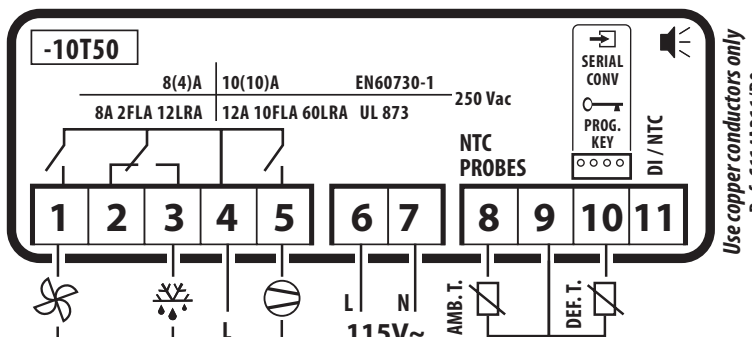 -10T50
8(4)A 10(10)A EN60730-1
250 Vac
8A 2FLA 12LRA 12A 10FLA 60LRA UL 873
SERIAL
CONV
PROG.
KEY
NTC
PROBES
DI / NTC
1 2 3 4 5 6 7 8 9 10 11
L
L N
115V~
AMB. T.
DEF. T.
Use copper conductors only